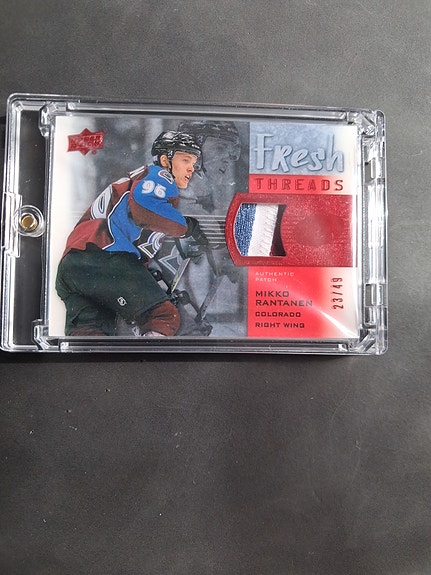 Fresh
THREADS
96
AUTHENTIC
PATCH
MIKKO
RANTANEN
COLORADO
RIGHT WING
23/49